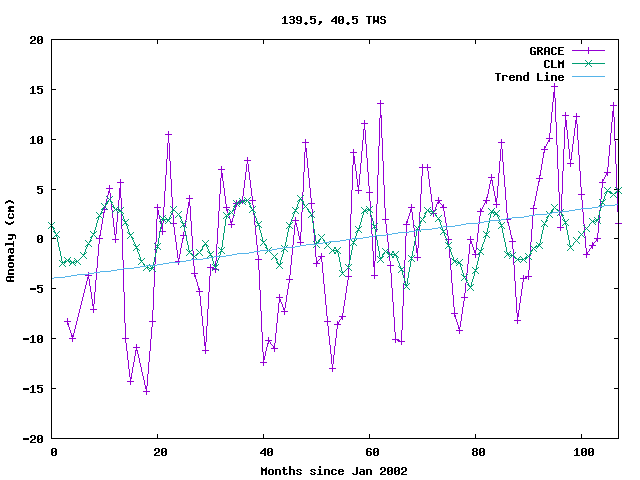 139.5, 40.5 TWS
GRACE
CLM
Trend Line
20
15
10
5
0
-5
-10
-15
-20
Anomaly (cm)
0 20 40 60 80 100
Months since Jan 2002